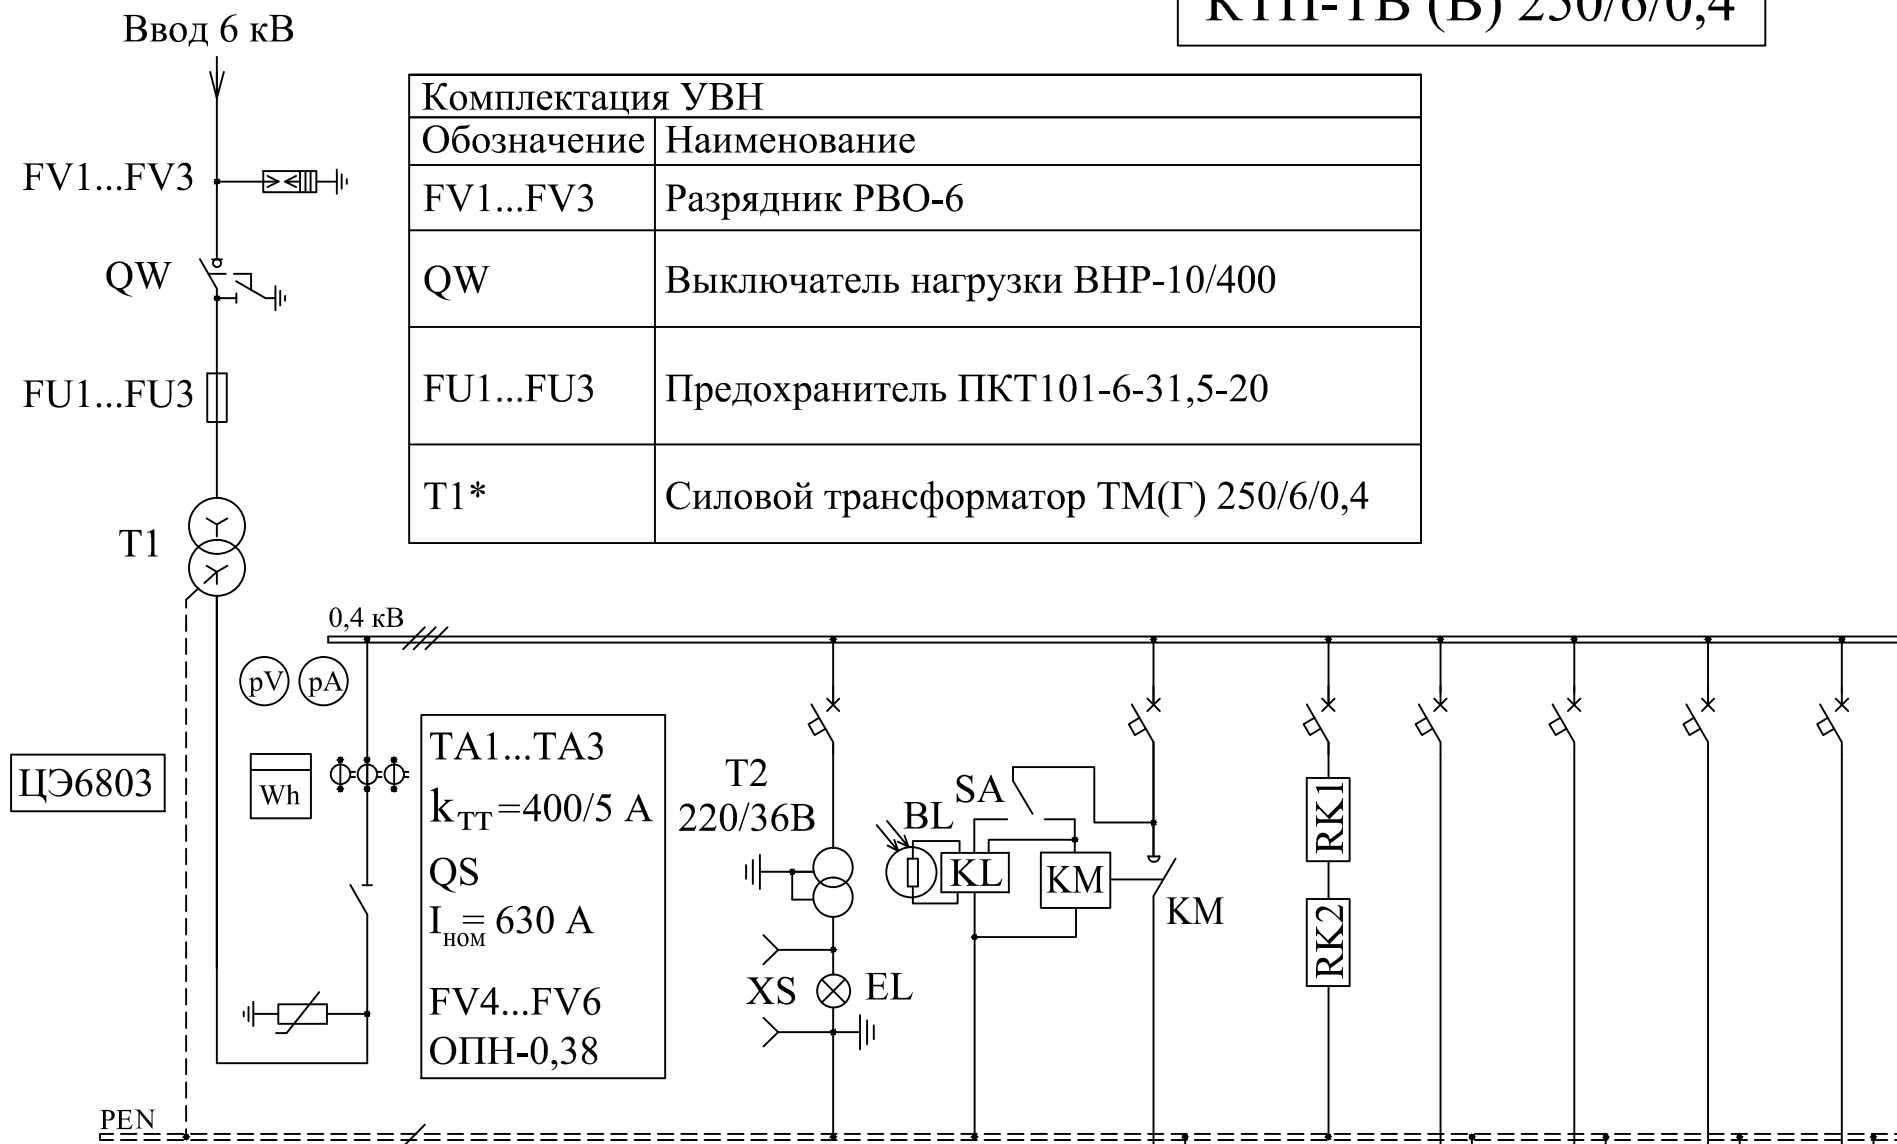 КТП-ТВ (В) 250/6/0,4
Ввод 6 кВ
Комплектация УВН
Обозначение Наименование
FV1...FV3 Разрядник РВО-6
QW Выключатель нагрузки ВНР-10/400
FU1...FU3 Предохранитель ПКТ101-6-31,5-20
T1* Силовой трансформатор ТМ(Г) 250/6/0,4
FV1...FV3
QW
FU1...FU3
T1
0,4 кВ
pV pA
ЦЭ6803
Wh
TA1...TA3
kТТ=400/5 А
QS
Iном= 630 А
FV4...FV6
ОПН-0,38
T2
220/36В
XS EL
BL
SA
KL
KM
KM
RK1
RK2
PEN